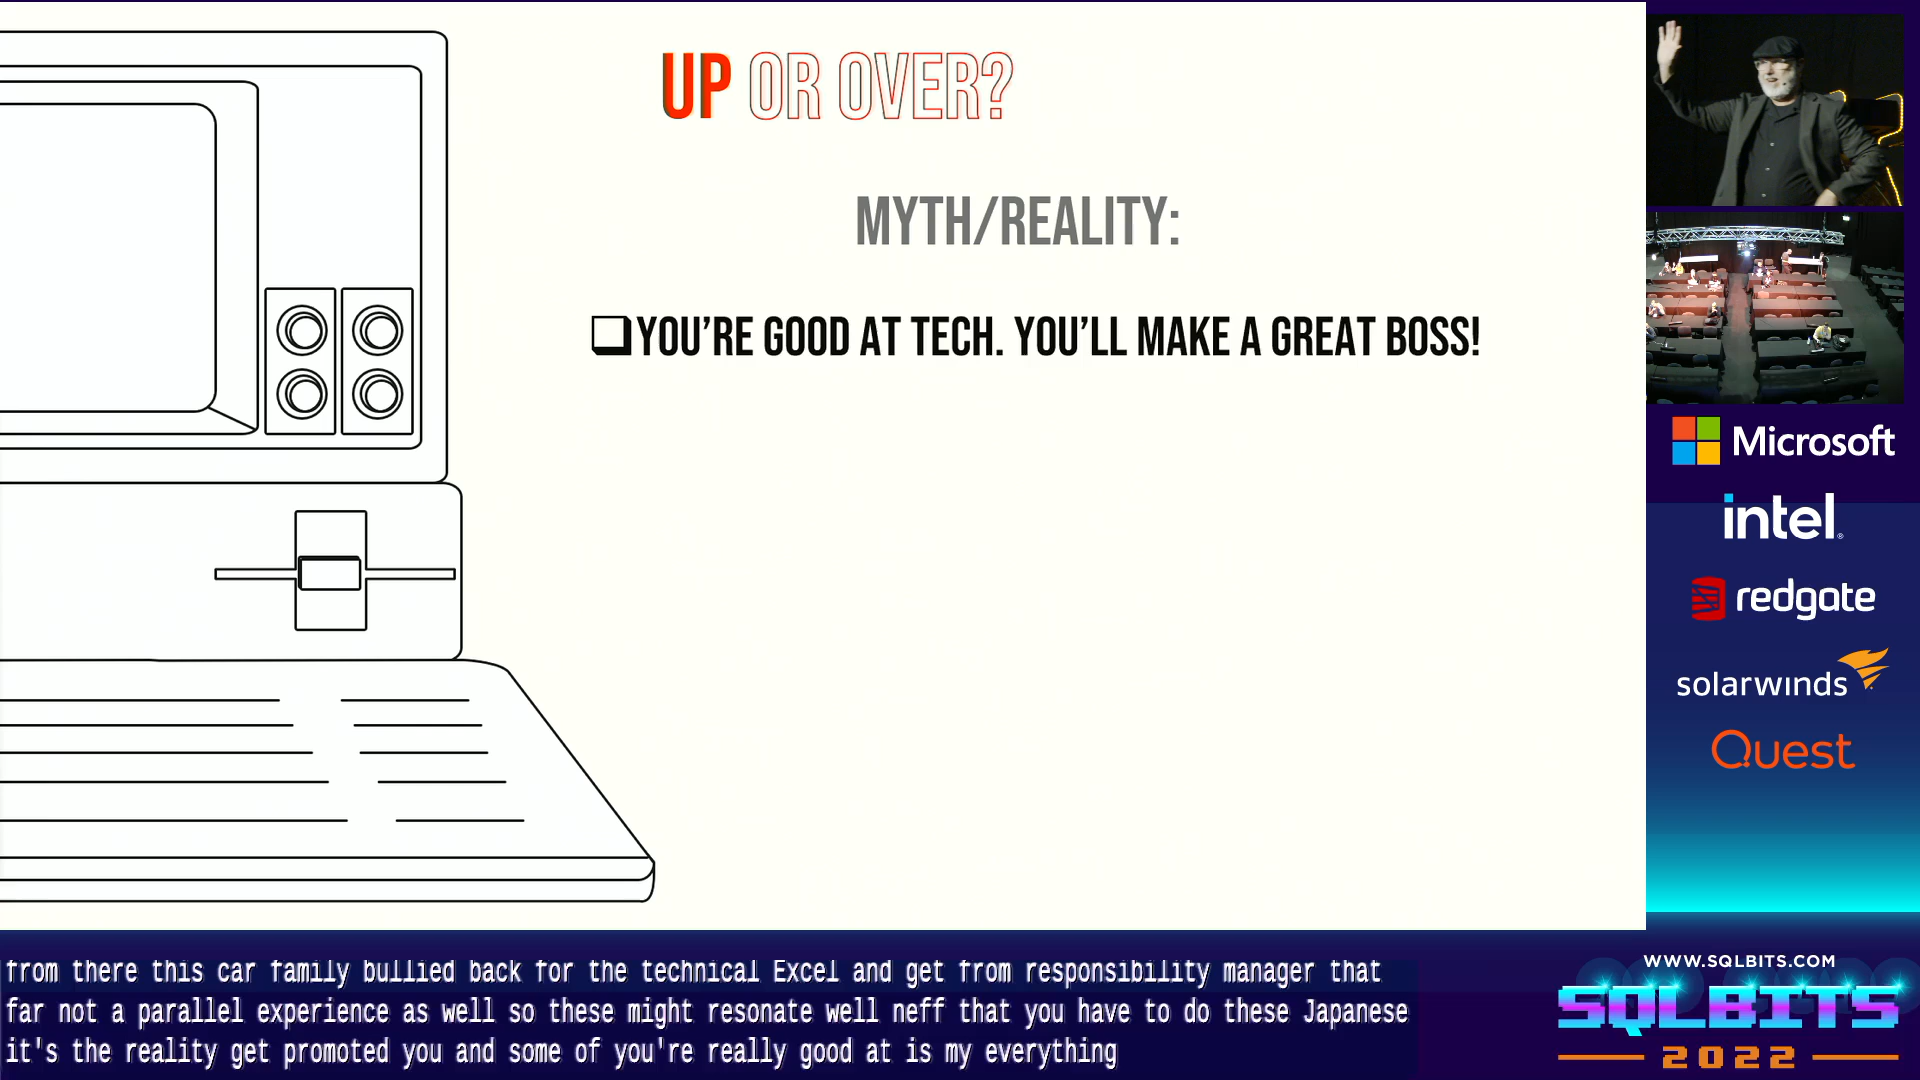 UP OR OVER?
MYTH/REALITY:
YOU’RE GOOD AT TECH. YOU’LL MAKE A GREAT BOSS!
Microsoft
intel
redgate
solarwinds
Quest
from there this car family bullied back for the technical Excel and get from responsibility manager that
far not a parallel experience as well so these might resonate well neff that you have to do these Japanese
it's the reality get promoted you and some of you're really good at is my everything
WWW.SQLBITS.COM
SQLBITS
2022